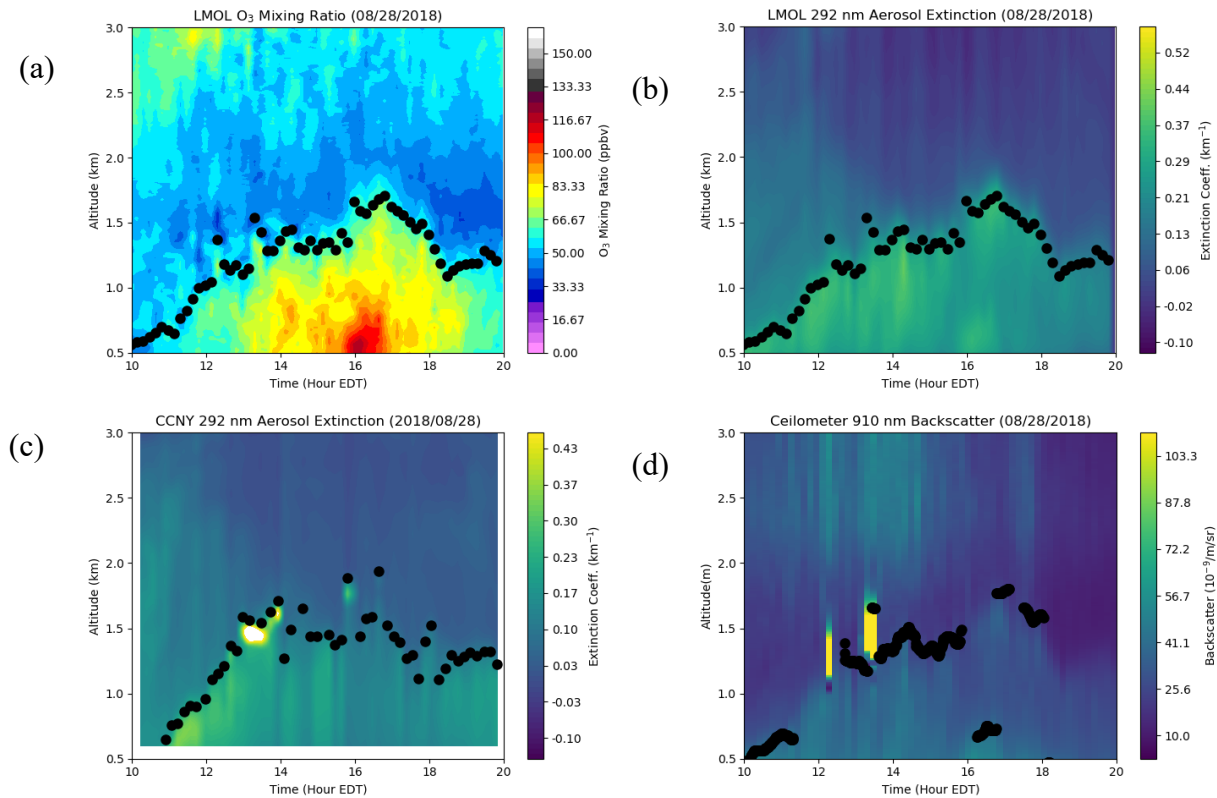 (a)
LMOL O₃ Mixing Ratio (08/28/2018)
Altitude (km)
3.0
2.5
2.0
1.5
1.0
0.5
10 12 14 16 18 20
Time (Hour EDT)
150.00
133.33
116.67
100.00
83.33
66.67
50.00
33.33
16.67
0.00
O₃ Mixing Ratio (ppbv)
(b)
LMOL 292 nm Aerosol Extinction (08/28/2018)
Altitude (km)
3.0
2.5
2.0
1.5
1.0
0.5
10 12 14 16 18 20
Time (Hour EDT)
0.52
0.45
0.37
0.29
0.21
0.13
0.06
-0.02
-0.10
Extinction Coeff. (km⁻¹)
(c)
CCNY 292 nm Aerosol Extinction (2018/08/28)
Altitude (km)
3.0
2.5
2.0
1.5
1.0
0.5
10 12 14 16 18 20
Time (Hour EDT)
0.43
0.37
0.30
0.23
0.17
0.10
0.03
-0.03
-0.10
Extinction Coeff. (km⁻¹)
(d)
Ceilometer 910 nm Backscatter (08/28/2018)
Altitude(m)
3.0
2.5
2.0
1.5
1.0
0.5
10 12 14 16 18 20
Time (Hour EDT)
103.3
87.8
72.2
56.7
41.1
25.6
10.0
Backscatter (10⁻⁹/m/sr)